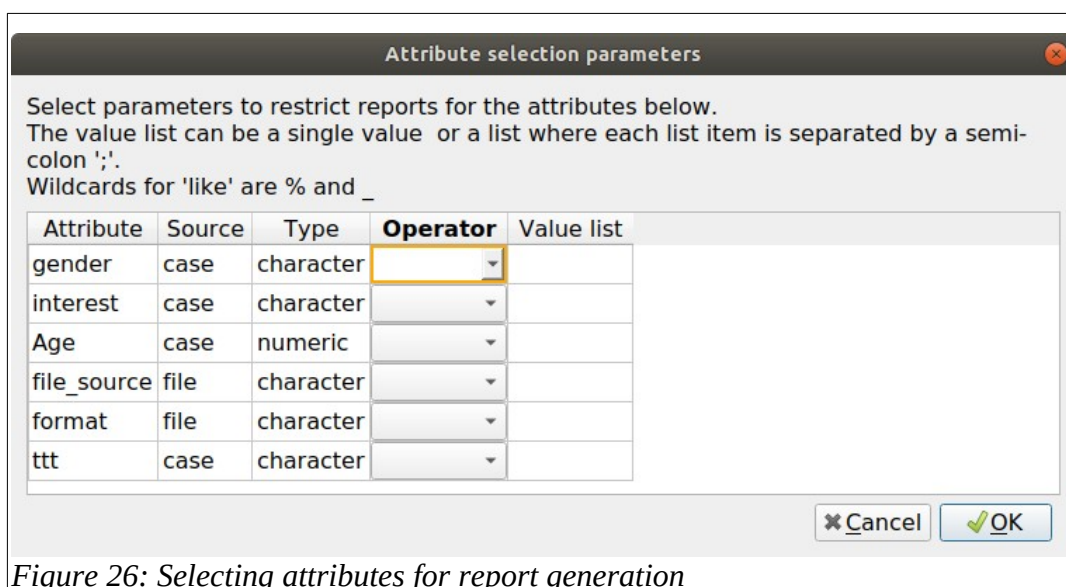 Attribute selection parameters
Select parameters to restrict reports for the attributes below.
The value list can be a single value  or a list where each list item is separated by a semi-
colon ';'.
Wildcards for 'like' are % and _
Attribute Source Type Operator Value list
gender case character
interest case character
Age case numeric
file_source file character
format file character
ttt case character
Cancel OK
Figure 26: Selecting attributes for report generation